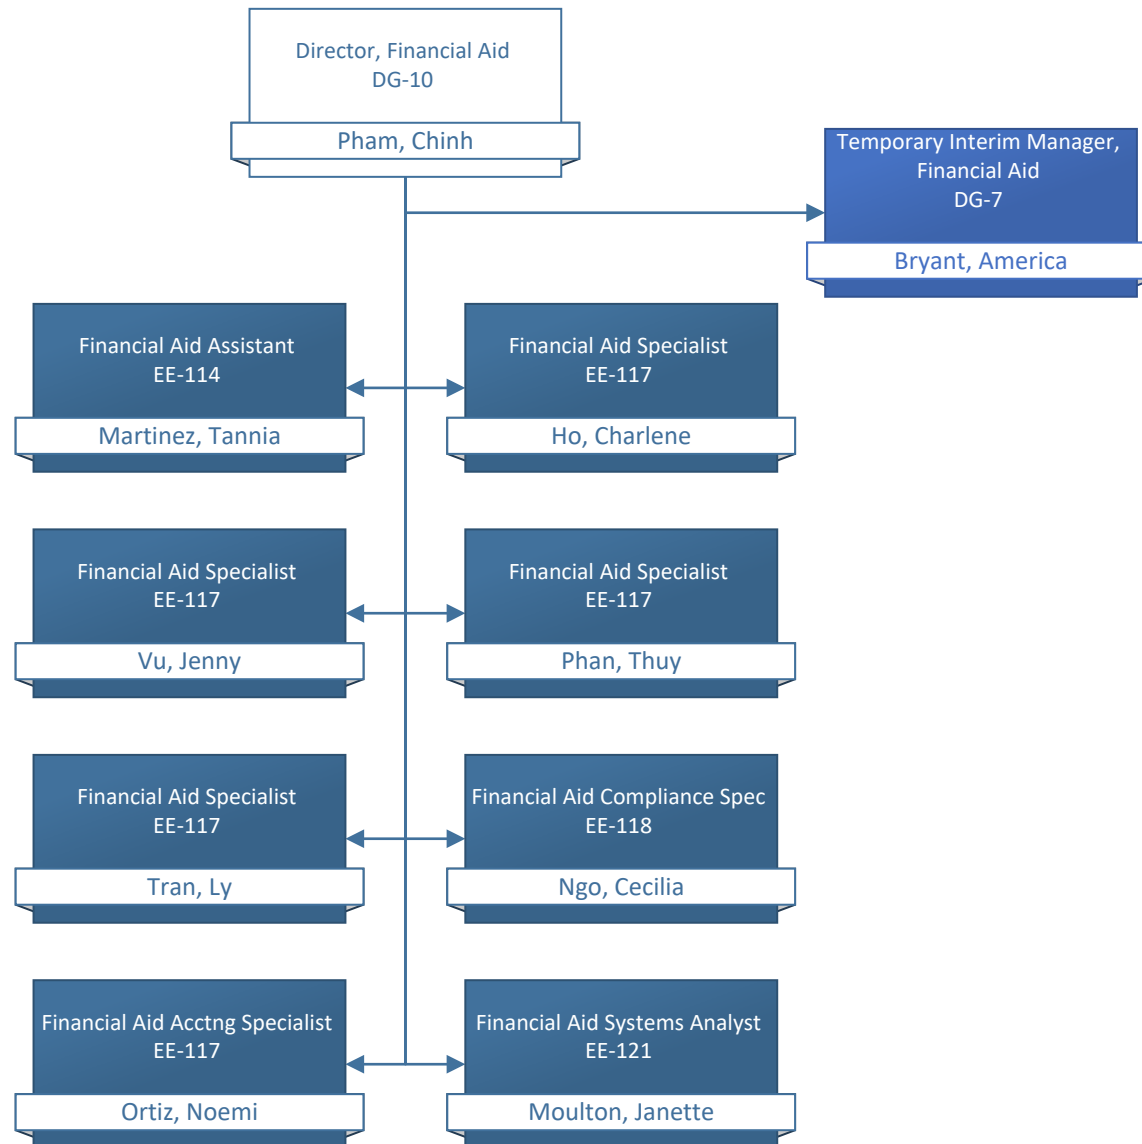 Director, Financial Aid
DG-10
Pham, Chinh
Temporary Interim Manager,
Financial Aid
DG-7
Bryant, America
Financial Aid Assistant
EE-114
Martinez, Tannia
Financial Aid Specialist
EE-117
Ho, Charlene
Financial Aid Specialist
EE-117
Vu, Jenny
Financial Aid Specialist
EE-117
Phan, Thuy
Financial Aid Specialist
EE-117
Tran, Ly
Financial Aid Compliance Spec
EE-118
Ngo, Cecilia
Financial Aid Acctng Specialist
EE-117
Ortiz, Noemi
Financial Aid Systems Analyst
EE-121
Moulton, Janette